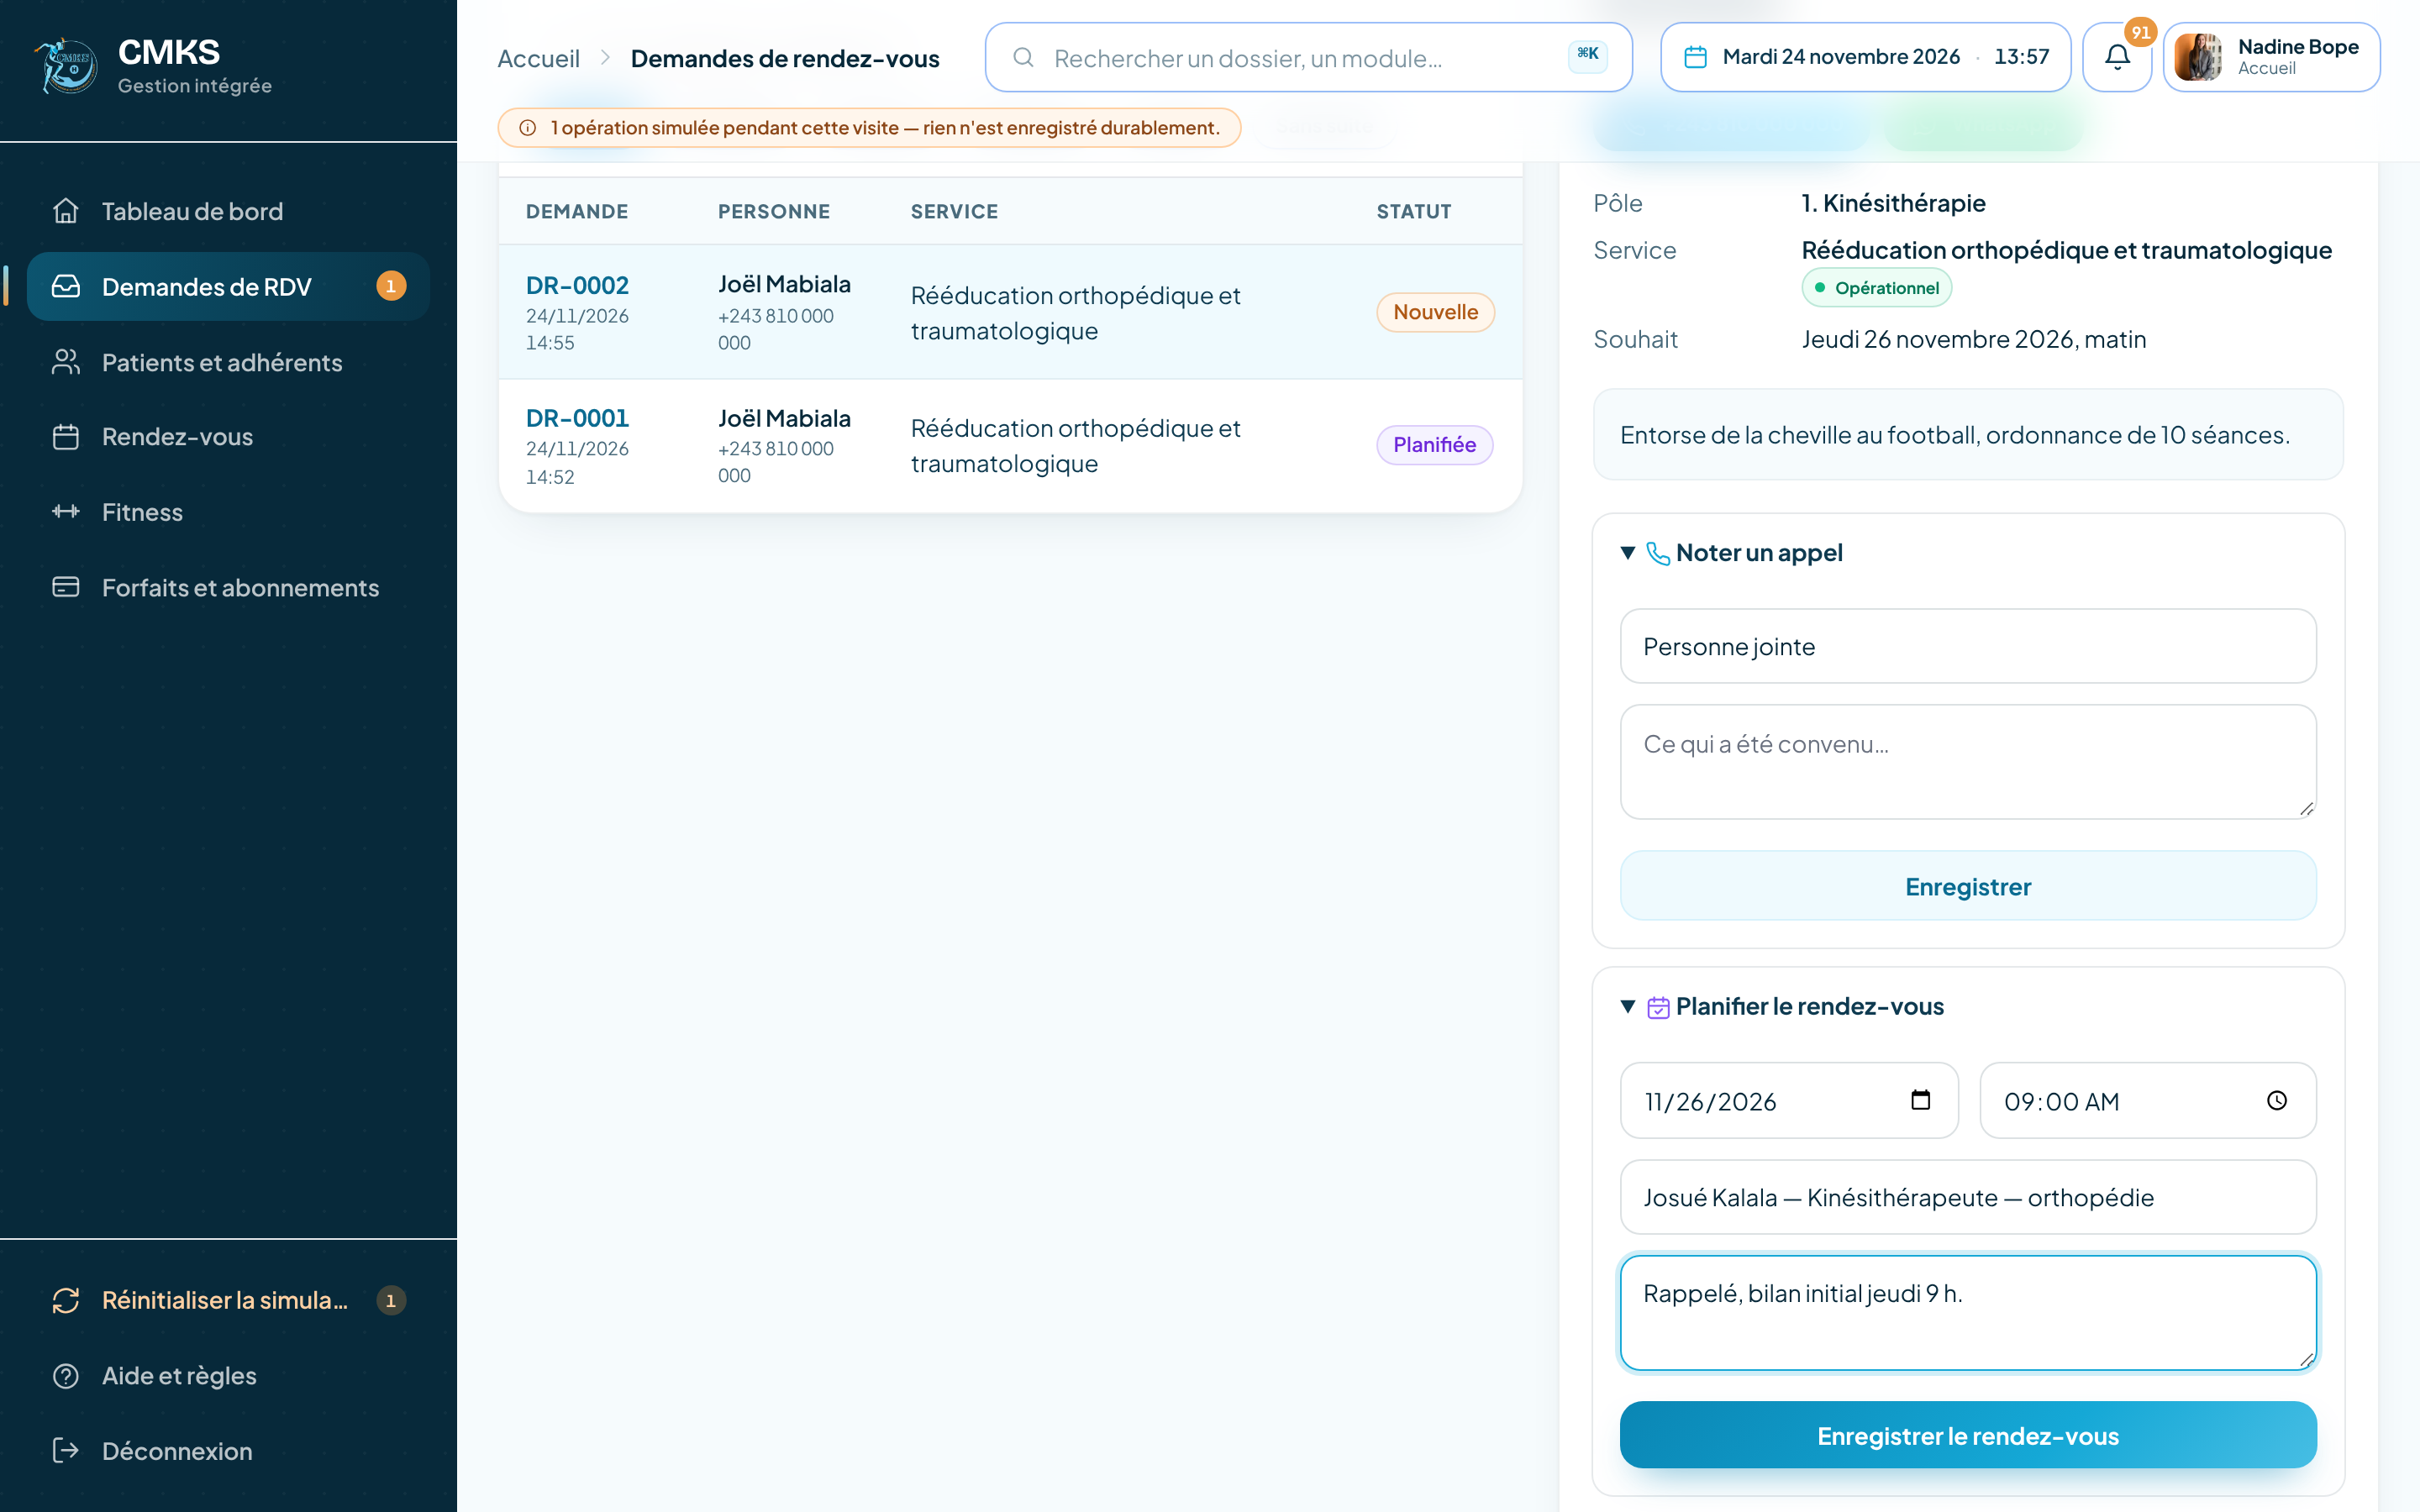 CMKS
Gestion intégrée
Tableau de bord
Demandes de RDV 1
Patients et adhérents
Rendez-vous
Fitness
Forfaits et abonnements
Réinitialiser la simula... 1
Aide et règles
Déconnexion
Accueil > Demandes de rendez-vous
Rechercher un dossier, un module... ⌘K
Mardi 24 novembre 2026 · 13:57
91
Nadine Bope
Accueil
1 opération simulée pendant cette visite — rien n'est enregistré durablement.
Sans suite
DEMANDE PERSONNE SERVICE STATUT
DR-0002
24/11/2026
14:55
Joël Mabiala
+243 810 000
000
Rééducation orthopédique et
traumatologique
Nouvelle
DR-0001
24/11/2026
14:52
Joël Mabiala
+243 810 000
000
Rééducation orthopédique et
traumatologique
Planifiée
Pôle 1. Kinésithérapie
Service Rééducation orthopédique et traumatologique
Opérationnel
Souhait Jeudi 26 novembre 2026, matin
Entorse de la cheville au football, ordonnance de 10 séances.
Noter un appel
Personne jointe
Ce qui a été convenu...
Enregistrer
Planifier le rendez-vous
11/26/2026 09:00 AM
Josué Kalala — Kinésithérapeute — orthopédie
Rappelé, bilan initial jeudi 9 h.
Enregistrer le rendez-vous